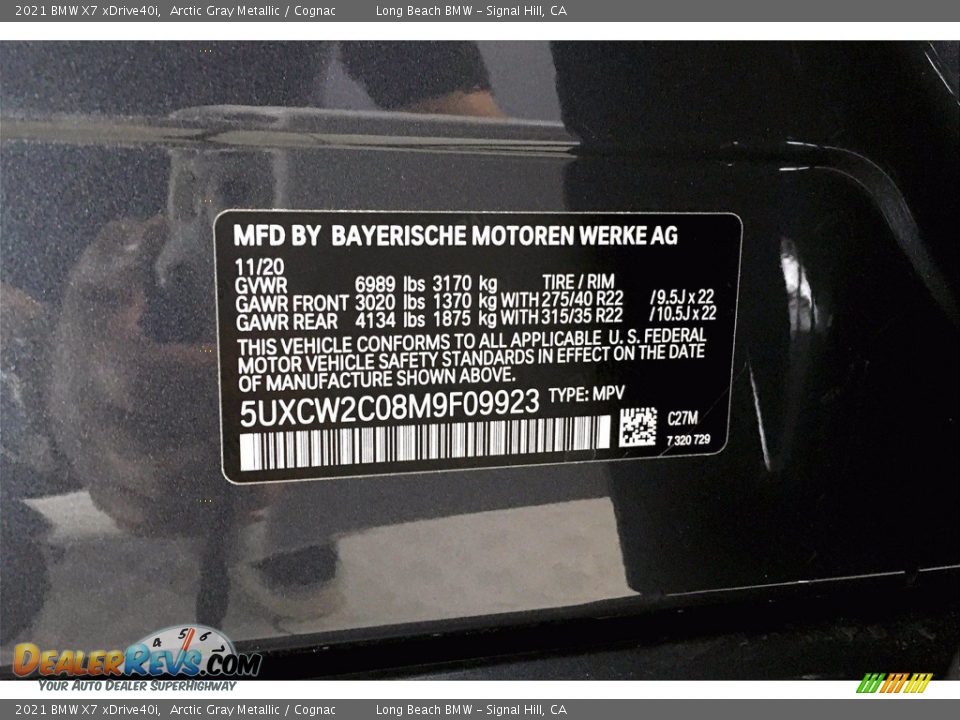 2021 BMW X7 xDrive40i, Arctic Gray Metallic / Cognac Long Beach BMW - Signal Hill, CA
MFD BY BAYERISCHE MOTOREN WERKE AG
11/20
GVWR 6989 lbs 3170 kg TIRE / RIM
GAWR FRONT 3020 lbs 1370 kg WITH 275/40 R22 / 9.5J x 22
GAWR REAR 4134 lbs 1875 kg WITH 315/35 R22 / 10.5J x 22
THIS VEHICLE CONFORMS TO ALL APPLICABLE U. S. FEDERAL
MOTOR VEHICLE SAFETY STANDARDS IN EFFECT ON THE DATE
OF MANUFACTURE SHOWN ABOVE.
5UXCW2C08M9F09923 TYPE: MPV
C27M
7 320 729
4 5 6
DEALERREVS.COM
YOUR AUTO DEALER SUPERHIGHWAY
2021 BMW X7 xDrive40i, Arctic Gray Metallic / Cognac Long Beach BMW - Signal Hill, CA